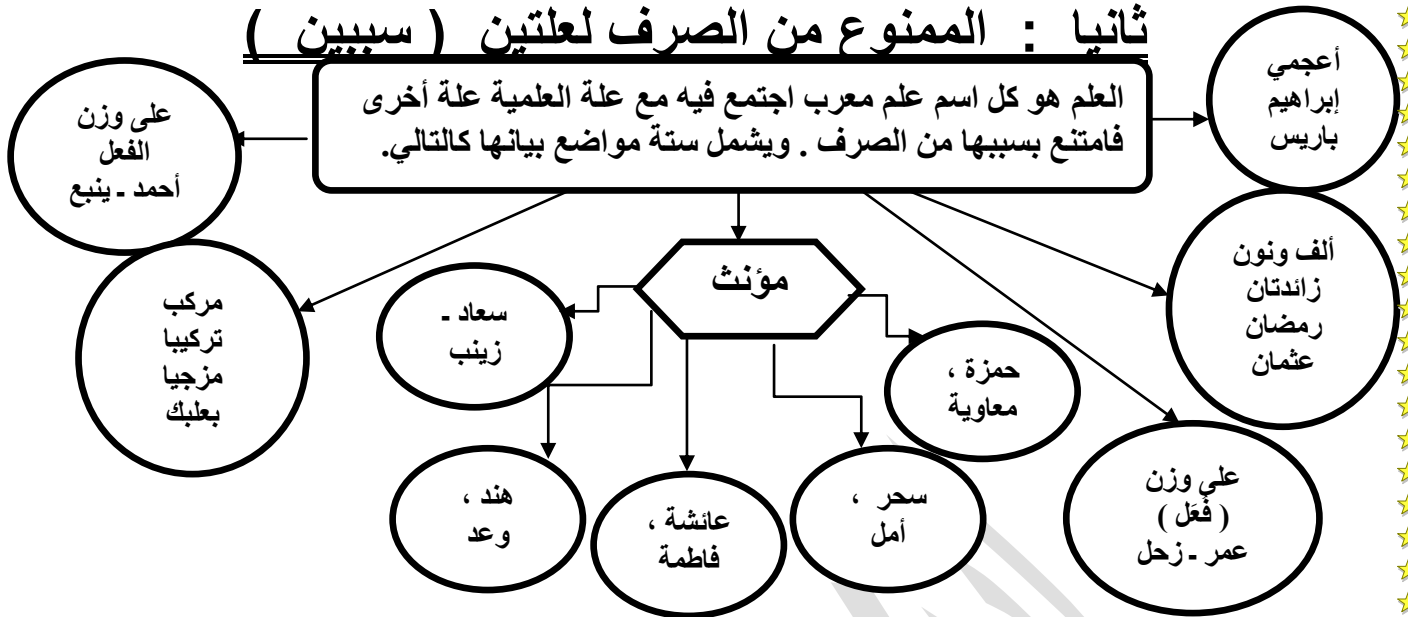 ثانيا : الممنوع من الصرف لعلتين ( سببين )
العلم هو كل اسم علم معرب اجتمع فيه مع علة العلمية علة أخرى
فامتنع بسببها من الصرف . ويشمل ستة مواضع بيانها كالتالي.
أعجمي
إبراهيم
باريس
ألف ونون
زائدتان
رمضان
عثمان
على وزن
( فُعَل )
عمر ـ زحل
مؤنث
حمزة ،
معاوية
سحر ،
أمل
عائشة ،
فاطمة
هند ،
وعد
سعاد ـ
زينب
مركب
تركيبا
مزجيا
بعلبك
على وزن
الفعل
أحمد ـ ينبع